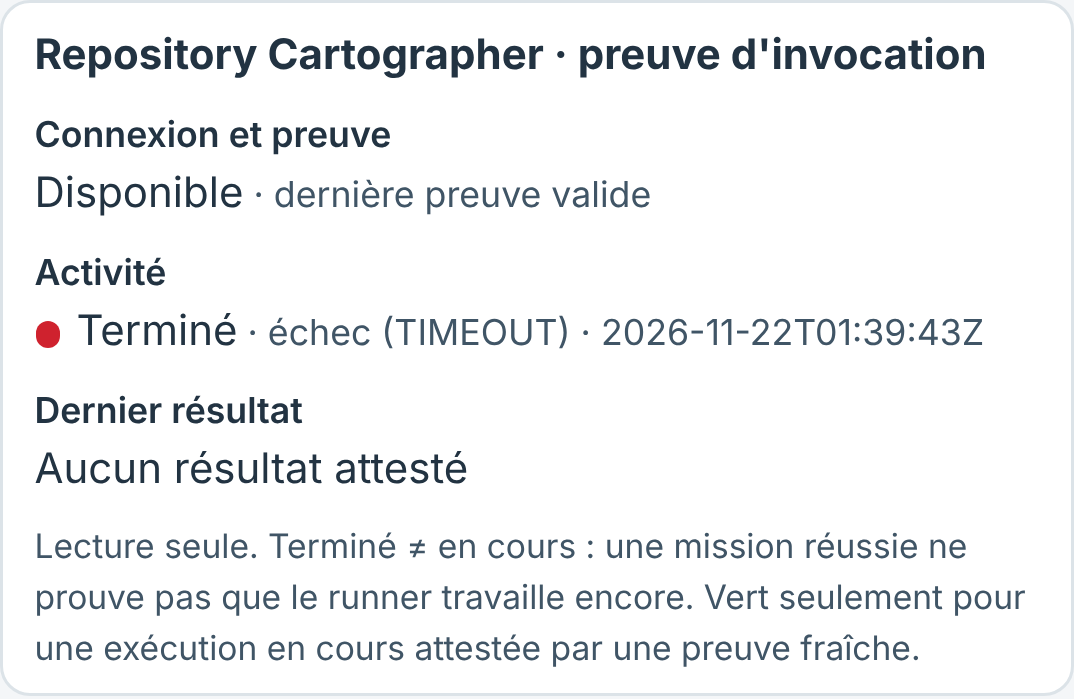 Repository Cartographer · preuve d'invocation
Connexion et preuve
Disponible · dernière preuve valide
Activité
Terminé · échec (TIMEOUT) · 2026-11-22T01:39:43Z
Dernier résultat
Aucun résultat attesté
Lecture seule. Terminé ≠ en cours : une mission réussie ne
prouve pas que le runner travaille encore. Vert seulement pour
une exécution en cours attestée par une preuve fraîche.